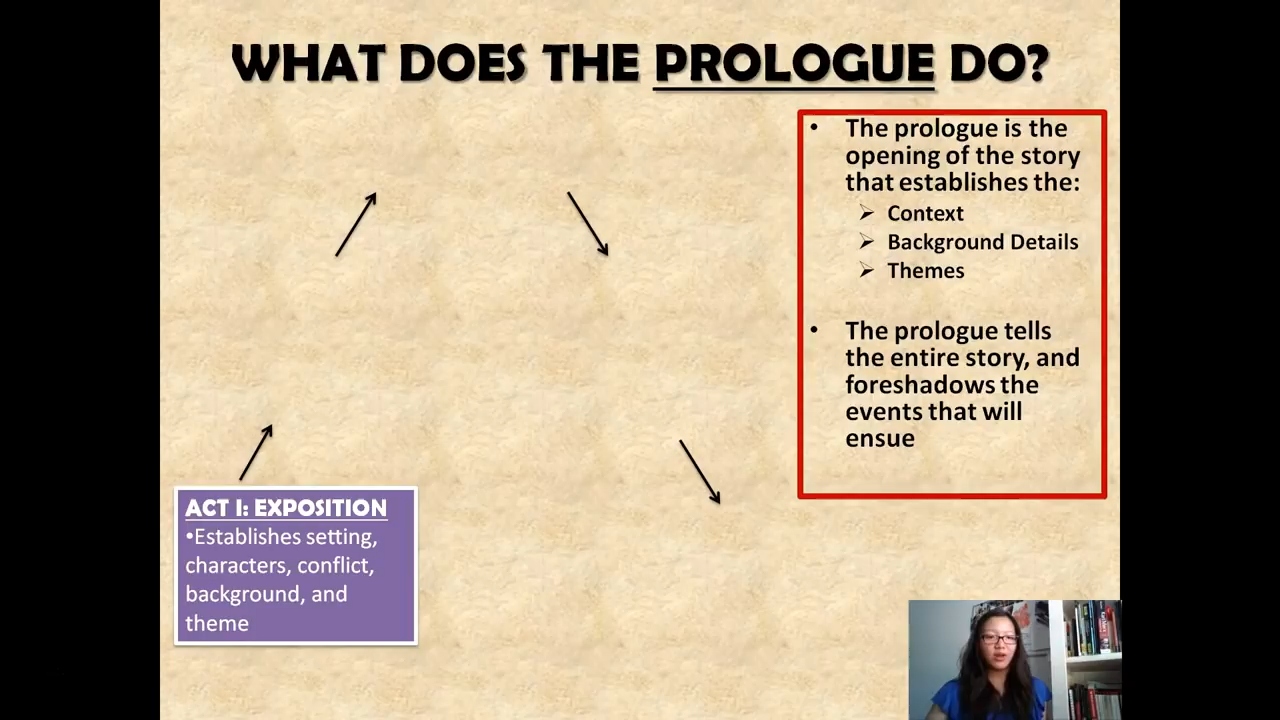 WHAT DOES THE PROLOGUE DO?
• The prologue is the
opening of the story
that establishes the:
➢ Context
➢ Background Details
➢ Themes
• The prologue tells
the entire story, and
foreshadows the
events that will
ensue
ACT I: EXPOSITION
•Establishes setting,
characters, conflict,
background, and
theme